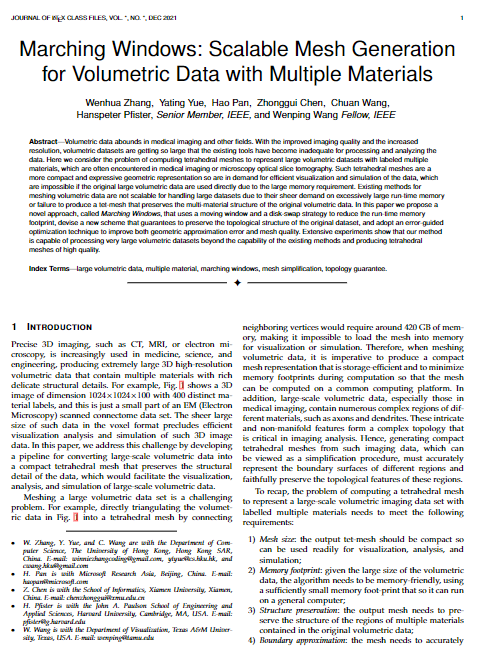 JOURNAL OF LATEX CLASS FILES, VOL. *, NO. *, DEC 2021
1
Marching Windows: Scalable Mesh Generation
for Volumetric Data with Multiple Materials
Wenhua Zhang, Yating Yue, Hao Pan, Zhonggui Chen, Chuan Wang,
Hanspeter Pfister, Senior Member, IEEE, and Wenping Wang Fellow, IEEE
Abstract—Volumetric data abounds in medical imaging and other fields. With the improved imaging quality and the increased
resolution, volumetric datasets are getting so large that the existing tools have become inadequate for processing and analyzing the
data. Here we consider the problem of computing tetrahedral meshes to represent large volumetric datasets with labeled multiple
materials, which are often encountered in medical imaging or microscopy optical slice tomography. Such tetrahedral meshes are a
more compact and expressive geometric representation so are in demand for efficient visualization and simulation of the data, which
are impossible if the original large volumetric data are used directly due to the large memory requirement. Existing methods for
meshing volumetric data are not scalable for handling large datasets due to their sheer demand on excessively large run-time memory
or failure to produce a tet-mesh that preserves the multi-material structure of the original volumetric data. In this paper we propose a
novel approach, called Marching Windows, that uses a moving window and a disk-swap strategy to reduce the run-time memory
footprint, devise a new scheme that guarantees to preserve the topological structure of the original dataset, and adopt an error-guided
optimization technique to improve both geometric approximation error and mesh quality. Extensive experiments show that our method
is capable of processing very large volumetric datasets beyond the capability of the existing methods and producing tetrahedral
meshes of high quality.
Index Terms—large volumetric data, multiple material, marching windows, mesh simplification, topology guarantee.
1 INTRODUCTION
Precise 3D imaging, such as CT, MRI, or electron mi-
croscopy, is increasingly used in medicine, science, and
engineering, producing extremely large 3D high-resolution
volumetric data that contain multiple materials with rich
delicate structural details. For example, Fig. 1 shows a 3D
image of dimension 1024×1024×100 with 400 distinct ma-
terial labels, and this is just a small part of an EM (Electron
Microscopy) scanned connectome data set. The sheer large
size of such data in the voxel format precludes efficient
visualization analysis and simulation of such 3D image
data. In this paper, we address this challenge by developing
a pipeline for converting large-scale volumetric data into
a compact tetrahedral mesh that preserves the structural
detail of the data, which would facilitate the visualization,
analysis, and simulation of large-scale volumetric data.
Meshing a large volumetric data set is a challenging
problem. For example, directly triangulating the volumet-
ric data in Fig. 1 into a tetrahedral mesh by connecting
• W. Zhang, Y. Yue, and C. Wang are with the Department of Com-
puter Science, The University of Hong Kong, Hong Kong SAR,
China. E-mail: winniezhangcoding@gmail.com, ytyue@cs.hku.hk, and
cwang@cs.hku.hk@gmail.com
• H. Pan is with Microsoft Research Asia, Beijing, China. E-mail:
haopan@microsoft.com
• Z. Chen is with the School of Informatics, Xiamen University, Xiamen,
China. E-mail: chenzhonggui@xmu.edu.cn
• H. Pfister is with the John A. Paulson School of Engineering and
Applied Sciences, Harvard University, Cambridge, MA, USA. E-mail:
pfister@g.harvard.edu
• W. Wang is with the Department of Visualization, Texas A&M Univer-
sity, Texas, USA. E-mail: wenping@tamu.edu
neighboring vertices would require around 420 GB of mem-
ory, making it impossible to load the mesh into memory
for visualization or simulation. Therefore, when meshing
volumetric data, it is imperative to produce a compact
mesh representation that is storage-efficient and to minimize
memory footprints during computation so that the mesh
can be computed on a common computing platform. In
addition, large-scale volumetric data, especially those in
medical imaging, contain numerous complex regions of dif-
ferent materials, such as axons and dendrites. These intricate
and non-manifold features form a complex topology that
is critical in imaging analysis. Hence, generating compact
tetrahedral meshes from such imaging data, which can
be viewed as a simplification procedure, must accurately
represent the boundary surfaces of different regions and
faithfully preserve the topological features of these regions.
To recap, the problem of computing a tetrahedral mesh
to represent a large-scale volumetric imaging data set with
labelled multiple materials needs to meet the following
requirements:
1) Mesh size: the output tet-mesh should be compact so
can be used readily for visualization, analysis, and
simulation;
2) Memory footprint: given the large size of the volumetric
data, the algorithm needs to be memory-friendly, using
a sufficiently small memory foot-print that so it can run
on a general computer;
3) Structure preservation: the output mesh needs to pre-
serve the structure of the regions of multiple materials
contained in the original volumetric data;
4) Boundary approximation: the mesh needs to accurately